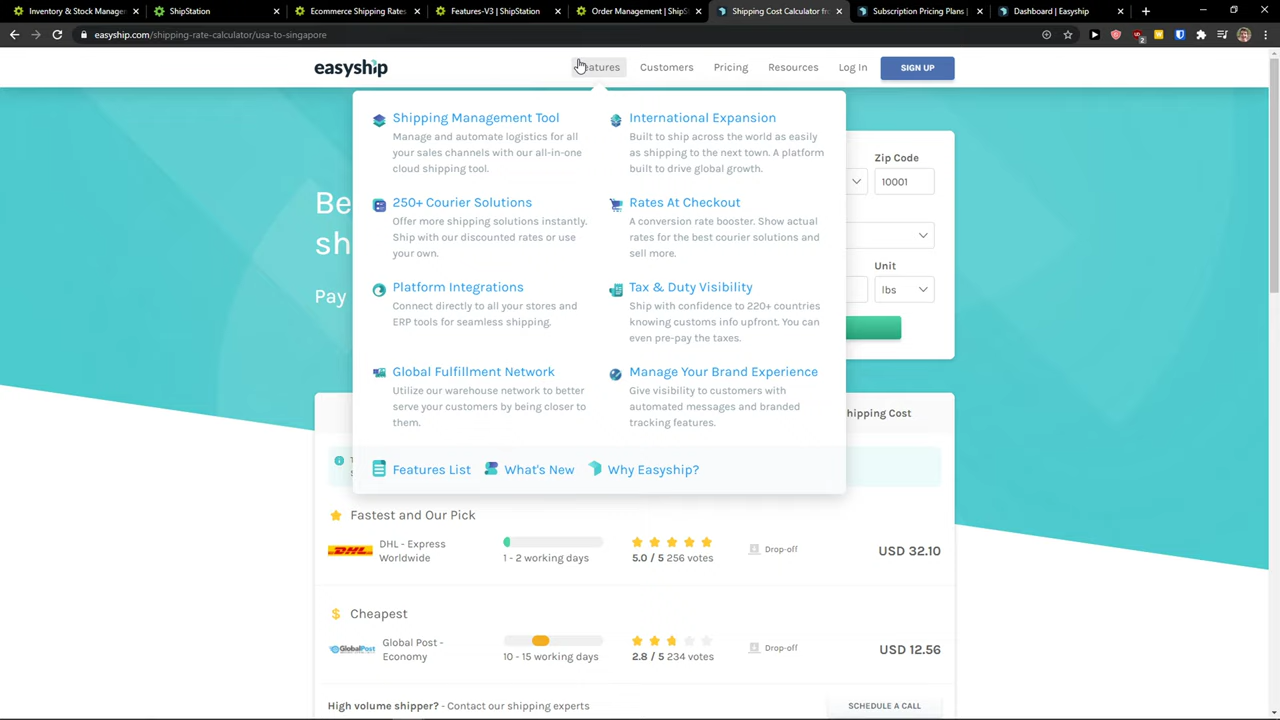 Inventory & Stock Manage
ShipStation
Ecommerce Shipping Rates
Features-V3 | ShipStation
Order Management | ShipS
Shipping Cost Calculator fro
Subscription Pricing Plans |
Dashboard | Easyship
easyship.com/shipping-rate-calculator/usa-to-singapore
easyship
atures
Customers
Pricing
Resources
Log In
SIGN UP
Be
sh
Pay
Shipping Management Tool
Manage and automate logistics for all
your sales channels with our all-in-one
cloud shipping tool.
International Expansion
Built to ship across the world as easily
as shipping to the next town. A platform
built to drive global growth.
250+ Courier Solutions
Offer more shipping solutions instantly.
Ship with our discounted rates or use
your own.
Rates At Checkout
A conversion rate booster. Show actual
rates for the best courier solutions and
sell more.
Platform Integrations
Connect directly to all your stores and
ERP tools for seamless shipping.
Tax & Duty Visibility
Ship with confidence to 220+ countries
knowing customs info upfront. You can
even pre-pay the taxes.
Global Fulfillment Network
Utilize our warehouse network to better
serve your customers by being closer to
them.
Manage Your Brand Experience
Give visibility to customers with
automated messages and branded
tracking features.
Features List
What's New
Why Easyship?
Zip Code
10001
Unit
lbs
hipping Cost
Fastest and Our Pick
DHL
DHL - Express
Worldwide
1 - 2 working days
5.0 / 5 256 votes
Drop-off
USD 32.10
$ Cheapest
GlobalPost
Global Post -
Economy
10 - 15 working days
2.8 / 5 234 votes
Drop-off
USD 12.56
High volume shipper? - Contact our shipping experts
SCHEDULE A CALL